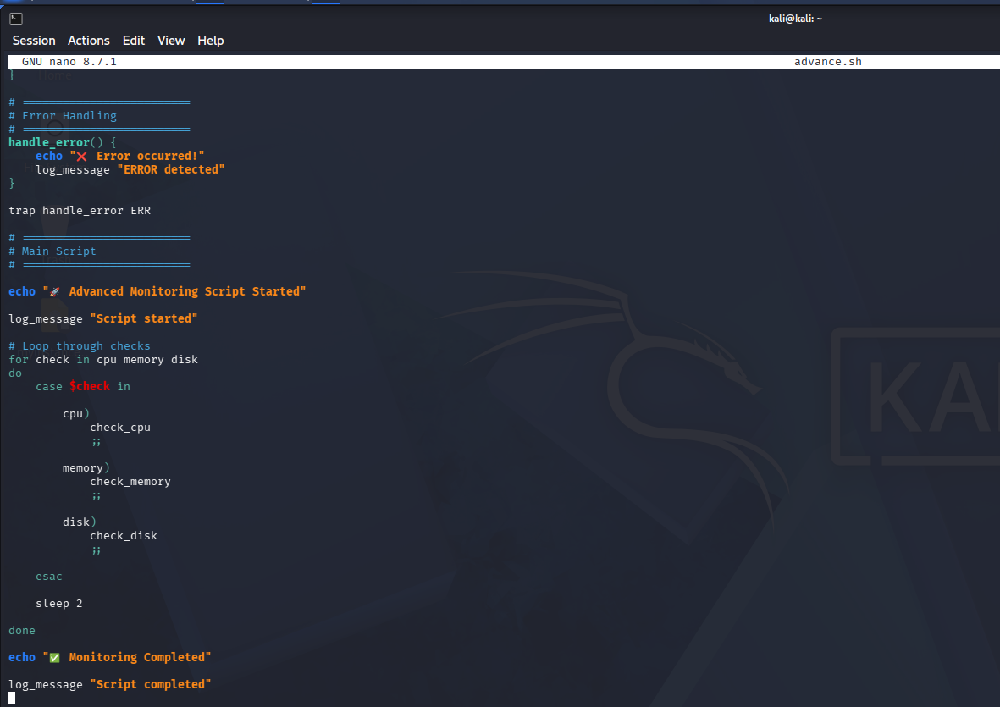 kali@kali: ~
Session Actions Edit View Help
GNU nano 8.7.1 advance.sh
}
# =========================
# Error Handling
# =========================
handle_error() {
    echo "❌ Error occurred!"
    log_message "ERROR detected"
}
trap handle_error ERR
# =========================
# Main Script
# =========================
echo "🚀 Advanced Monitoring Script Started"
log_message "Script started"
# Loop through checks
for check in cpu memory disk
do
    case $check in
        cpu)
            check_cpu
            ;;
        memory)
            check_memory
            ;;
        disk)
            check_disk
            ;;
    esac
    sleep 2
done
echo "✅ Monitoring Completed"
log_message "Script completed"
KA